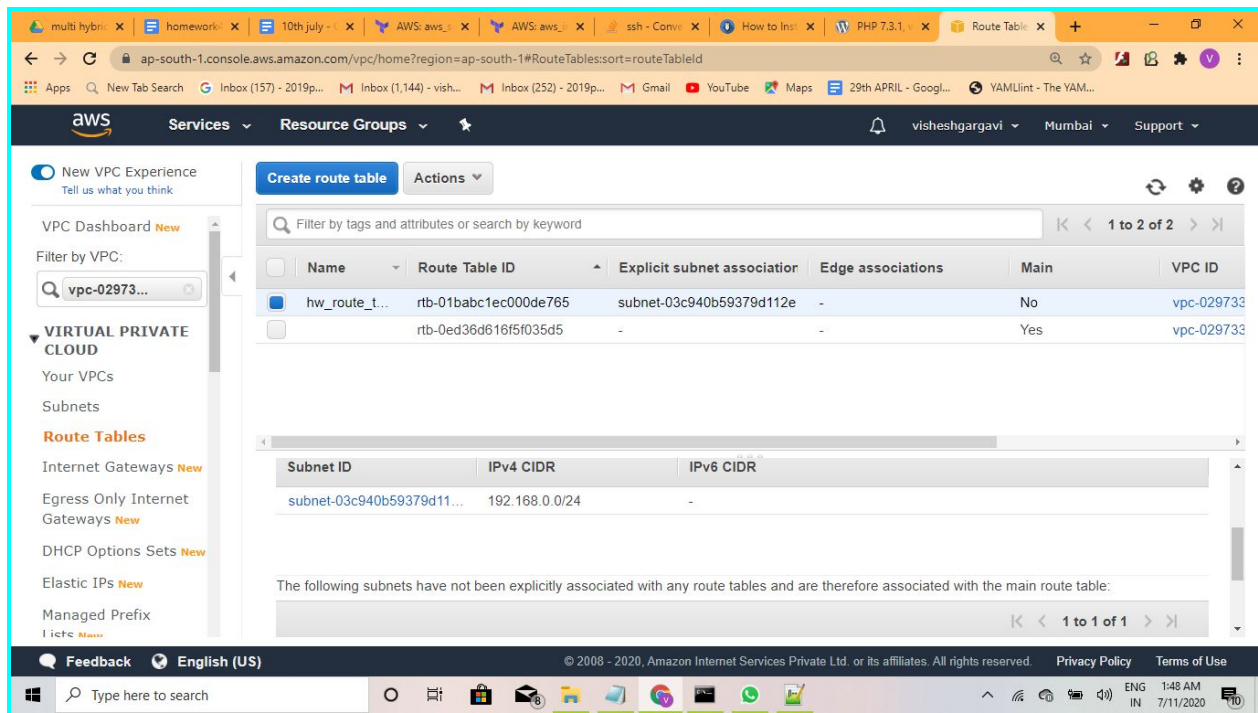 multi hybri
homework
10th july - 
AWS: aws_s
AWS: aws_i
ssh - Conve
How to Inst
PHP 7.3.1, v
Route Table
ap-south-1.console.aws.amazon.com/vpc/home?region=ap-south-1#RouteTables:sort=routeTableId
V
Apps New Tab Search Inbox (157) - 2019p... Inbox (1,144) - vish... Inbox (252) - 2019p... Gmail YouTube Maps 29th APRIL - Googl... YAMLlint - The YAM...
aws Services Resource Groups visheshgargavi Mumbai Support
New VPC Experience
Tell us what you think
Create route table Actions
VPC Dashboard New
Filter by VPC:
vpc-02973...
VIRTUAL PRIVATE
CLOUD
Your VPCs
Subnets
Route Tables
Internet Gateways New
Egress Only Internet
Gateways New
DHCP Options Sets New
Elastic IPs New
Managed Prefix
Lists New
Filter by tags and attributes or search by keyword
1 to 2 of 2
Name Route Table ID Explicit subnet association Edge associations Main VPC ID
hw_route_t... rtb-01babc1ec000de765 subnet-03c940b59379d112e - No vpc-029733
rtb-0ed36d616f5f035d5 - - Yes vpc-029733
Subnet ID IPv4 CIDR IPv6 CIDR
subnet-03c940b59379d11... 192.168.0.0/24 -
The following subnets have not been explicitly associated with any route tables and are therefore associated with the main route table:
1 to 1 of 1
Feedback English (US) © 2008 - 2020, Amazon Internet Services Private Ltd. or its affiliates. All rights reserved. Privacy Policy Terms of Use
Type here to search
ENG
IN
1:48 AM
7/11/2020